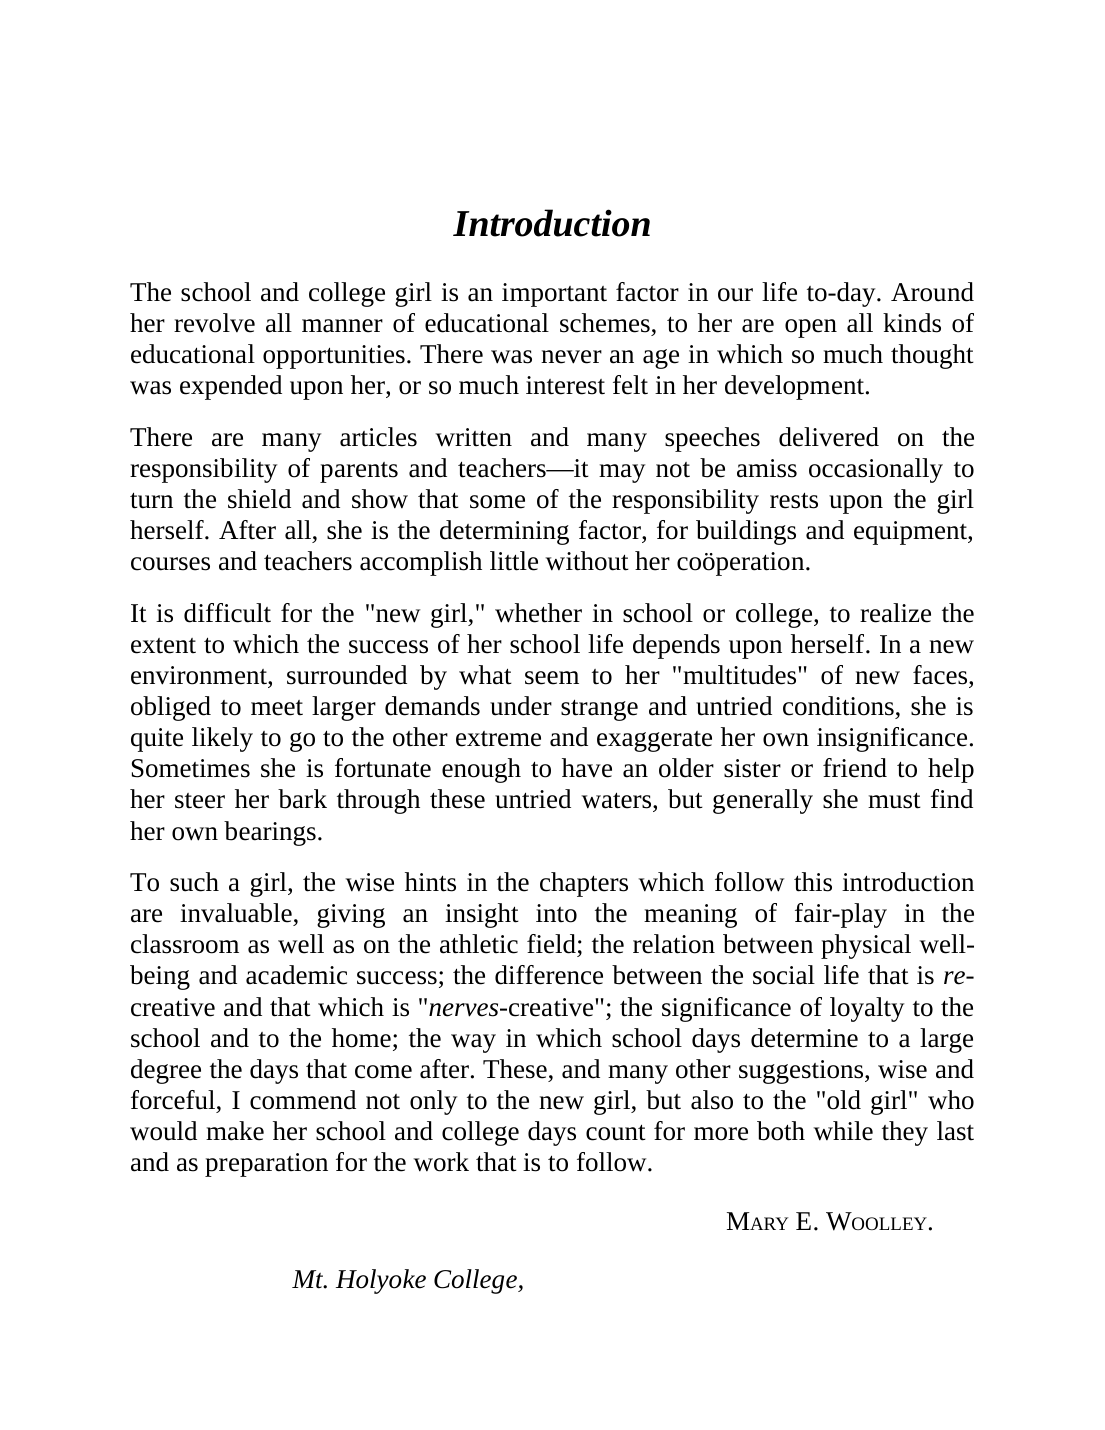 Introduction
The school and college girl is an important factor in our life to-day. Around
her revolve all manner of educational schemes, to her are open all kinds of
educational opportunities. There was never an age in which so much thought
was expended upon her, or so much interest felt in her development.
There are many articles written and many speeches delivered on the
responsibility of parents and teachers—it may not be amiss occasionally to
turn the shield and show that some of the responsibility rests upon the girl
herself. After all, she is the determining factor, for buildings and equipment,
courses and teachers accomplish little without her coöperation.
It is difficult for the "new girl," whether in school or college, to realize the
extent to which the success of her school life depends upon herself. In a new
environment, surrounded by what seem to her "multitudes" of new faces,
obliged to meet larger demands under strange and untried conditions, she is
quite likely to go to the other extreme and exaggerate her own insignificance.
Sometimes she is fortunate enough to have an older sister or friend to help
her steer her bark through these untried waters, but generally she must find
her own bearings.
To such a girl, the wise hints in the chapters which follow this introduction
are invaluable, giving an insight into the meaning of fair-play in the
classroom as well as on the athletic field; the relation between physical well-
being and academic success; the difference between the social life that is re-
creative and that which is "nerves-creative"; the significance of loyalty to the
school and to the home; the way in which school days determine to a large
degree the days that come after. These, and many other suggestions, wise and
forceful, I commend not only to the new girl, but also to the "old girl" who
would make her school and college days count for more both while they last
and as preparation for the work that is to follow.
MARY E. WOOLLEY.
Mt. Holyoke College,